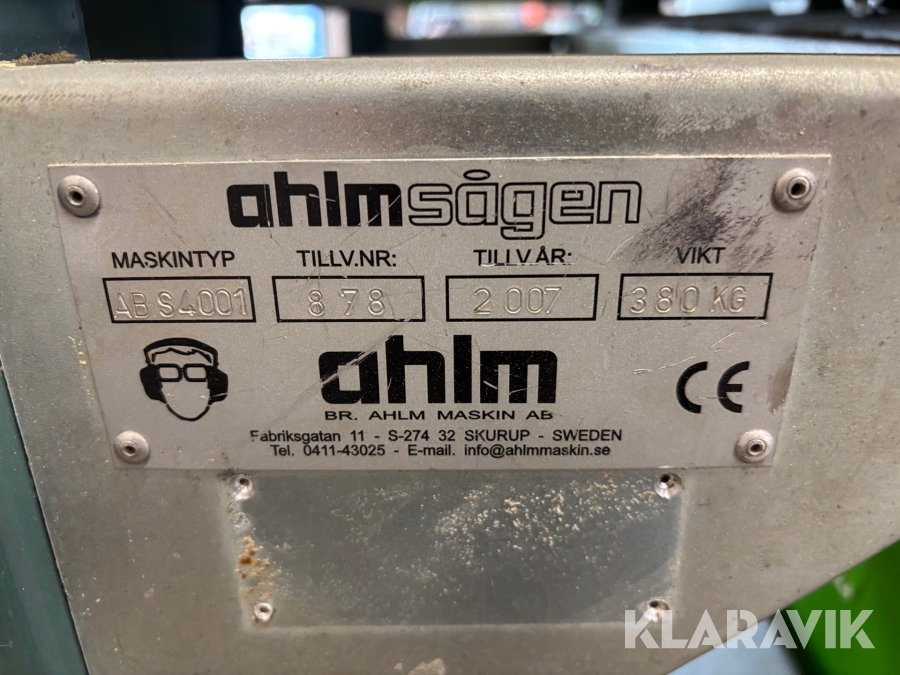 ahlmsågen
MASKINTYP TILLV.NR: TILLV.ÅR: VIKT
AB S4001 878 2007 380 KG
ahlm
CE
BR. AHLM MASKIN AB
Fabriksgatan 11 - S-274 32 SKURUP - SWEDEN
Tel. 0411-43025 - E-mail. info@ahlmmaskin.se
KLARAVIK